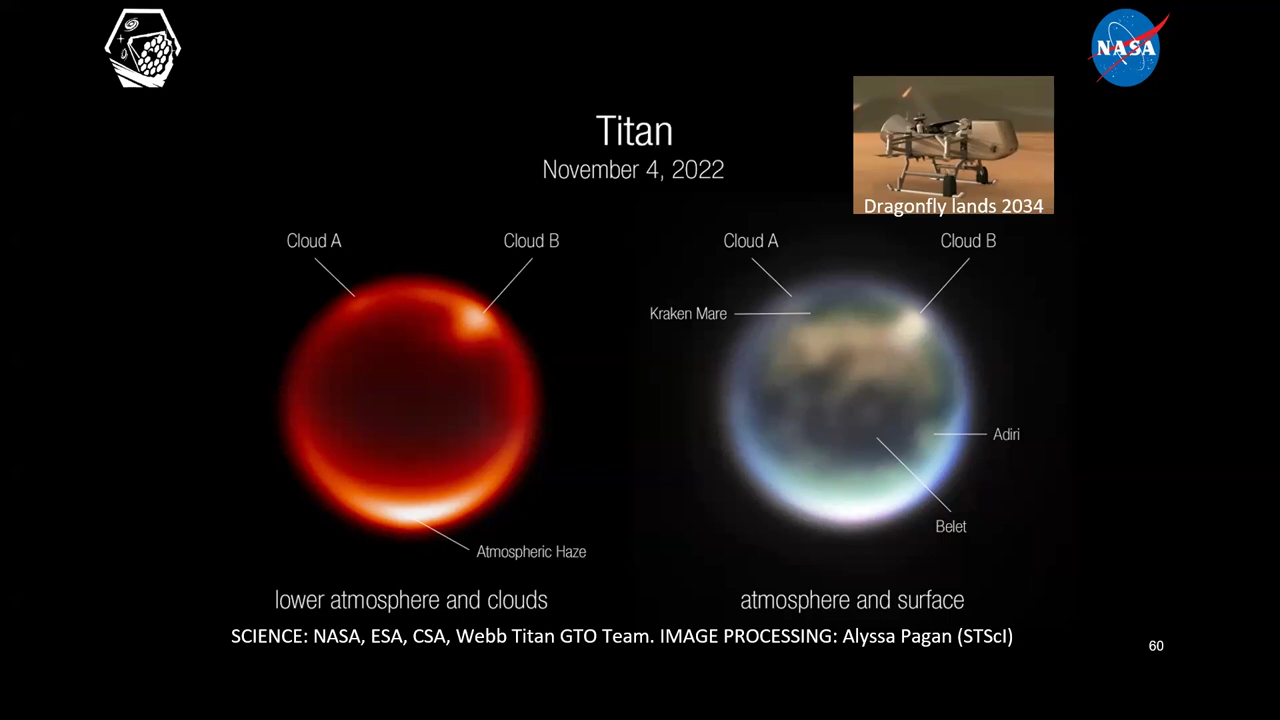 NASA
Titan
November 4, 2022
Dragonfly lands 2034
Cloud A
Cloud B
Cloud A
Cloud B
Kraken Mare
Adiri
Belet
Atmospheric Haze
lower atmosphere and clouds
atmosphere and surface
SCIENCE: NASA, ESA, CSA, Webb Titan GTO Team. IMAGE PROCESSING: Alyssa Pagan (STScI)
60